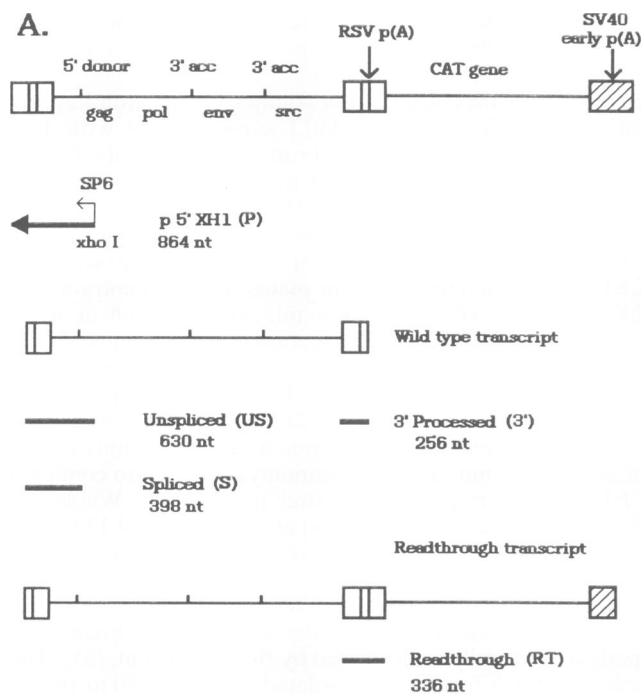 A.
RSV p(A)
SV40
early p(A)
5' donor
3' acc
3' acc
CAT gene
gag
pol
env
src
SP6
p 5' XH1 (P)
xho I
864 nt
Wild type transcript
Unspliced (US)
630 nt
3' Processed (3')
256 nt
Spliced (S)
398 nt
Readthrough transcript
Readthrough (RT)
336 nt